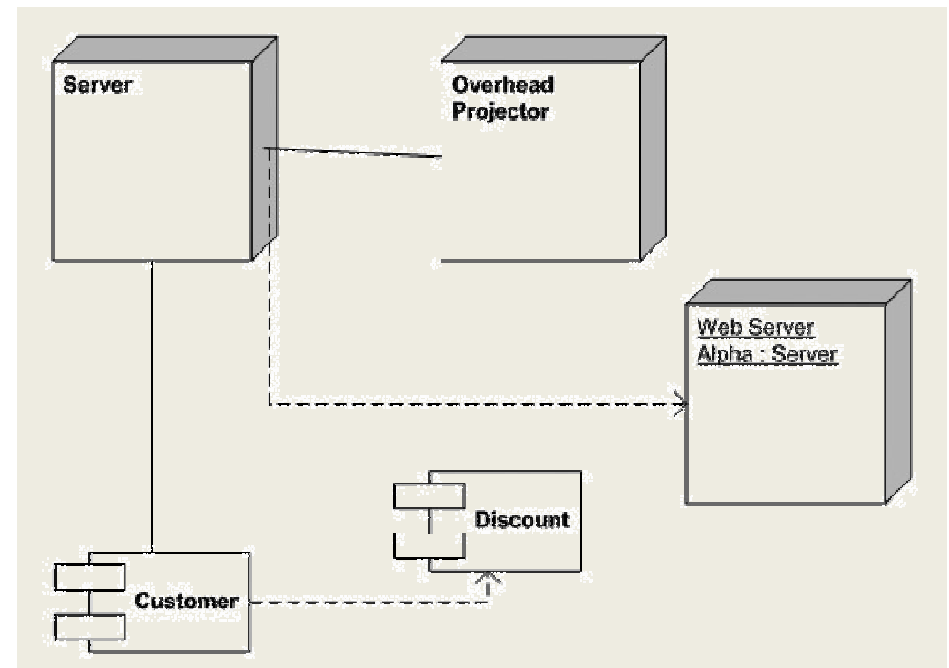 Server
Overhead
Projector
Web Server
Alpha : Server
Discount
Customer